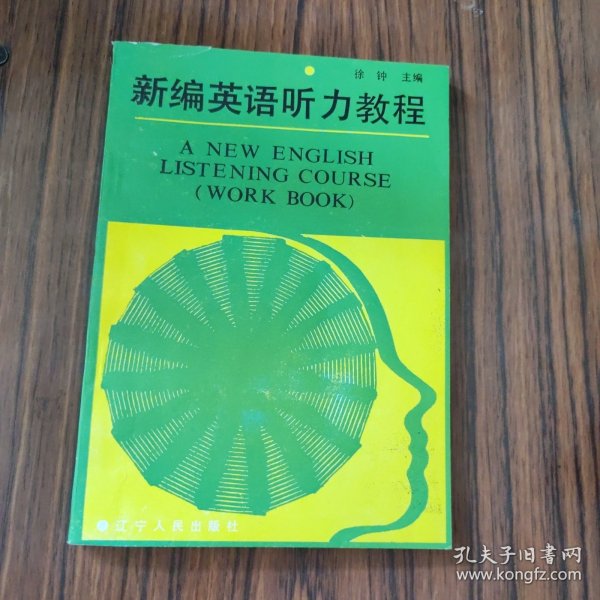 徐 钟 主编
新编英语听力教程
A NEW ENGLISH
LISTENING COURSE
(WORK BOOK)
辽宁人民出版社
孔夫子旧书网
www.kongfz.com